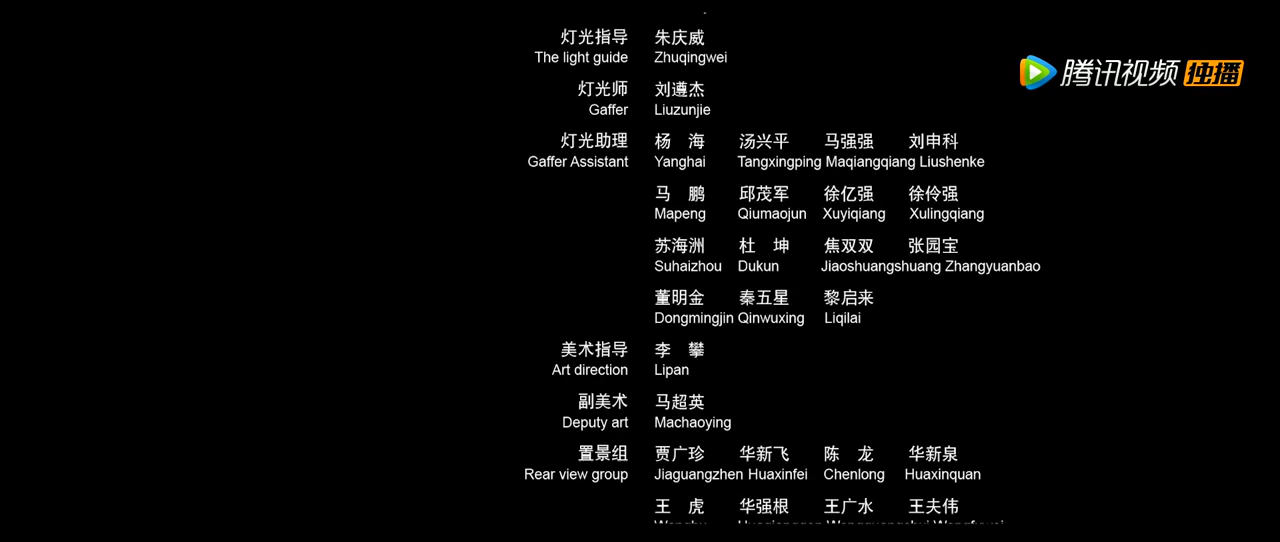 灯光指导 朱庆威
The light guide Zhuqingwei
腾讯视频 独播
灯光师 刘遵杰
Gaffer Liuzunjie
灯光助理 杨 海 汤兴平 马强强 刘申科
Gaffer Assistant Yanghai Tangxingping Maqiangqiang Liushenke
马 鹏 邱茂军 徐亿强 徐伶强
Mapeng Qiumaojun Xuyiqiang Xulingqiang
苏海洲 杜 坤 焦双双 张园宝
Suhaizhou Dukun Jiaoshuangshuang Zhangyuanbao
董明金 秦五星 黎启来
Dongmingjin Qinwuxing Liqilai
美术指导 李 攀
Art direction Lipan
副美术 马超英
Deputy art Machaoying
置景组 贾广珍 华新飞 陈 龙 华新泉
Rear view group Jiaguangzhen Huaxinfei Chenlong Huaxinquan
王 虎 华强根 王广水 王夫伟